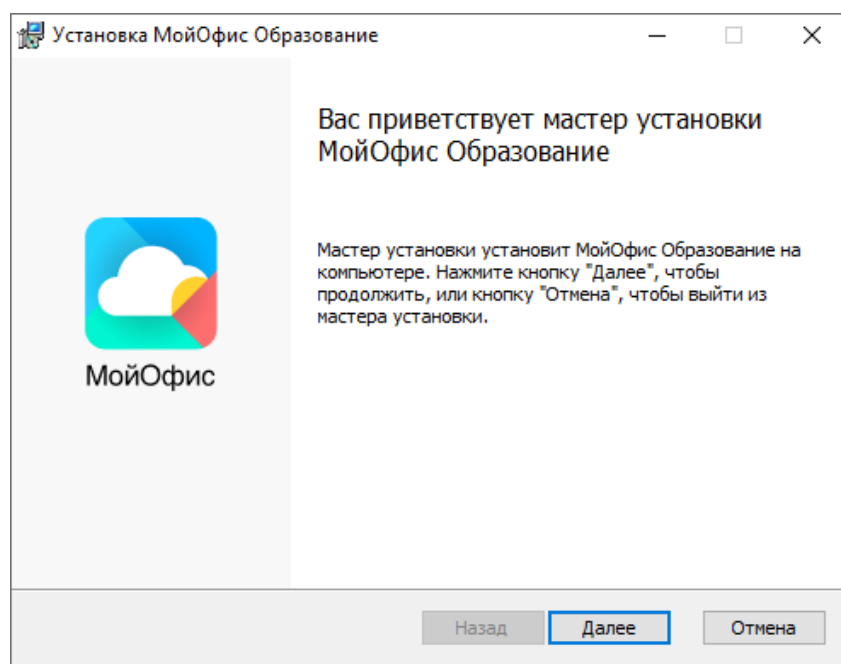 Установка МойОфис Образование
Вас приветствует мастер установки
МойОфис Образование
Мастер установки установит МойОфис Образование на
компьютере. Нажмите кнопку "Далее", чтобы
продолжить, или кнопку "Отмена", чтобы выйти из
мастера установки.
МойОфис
Назад Далее Отмена